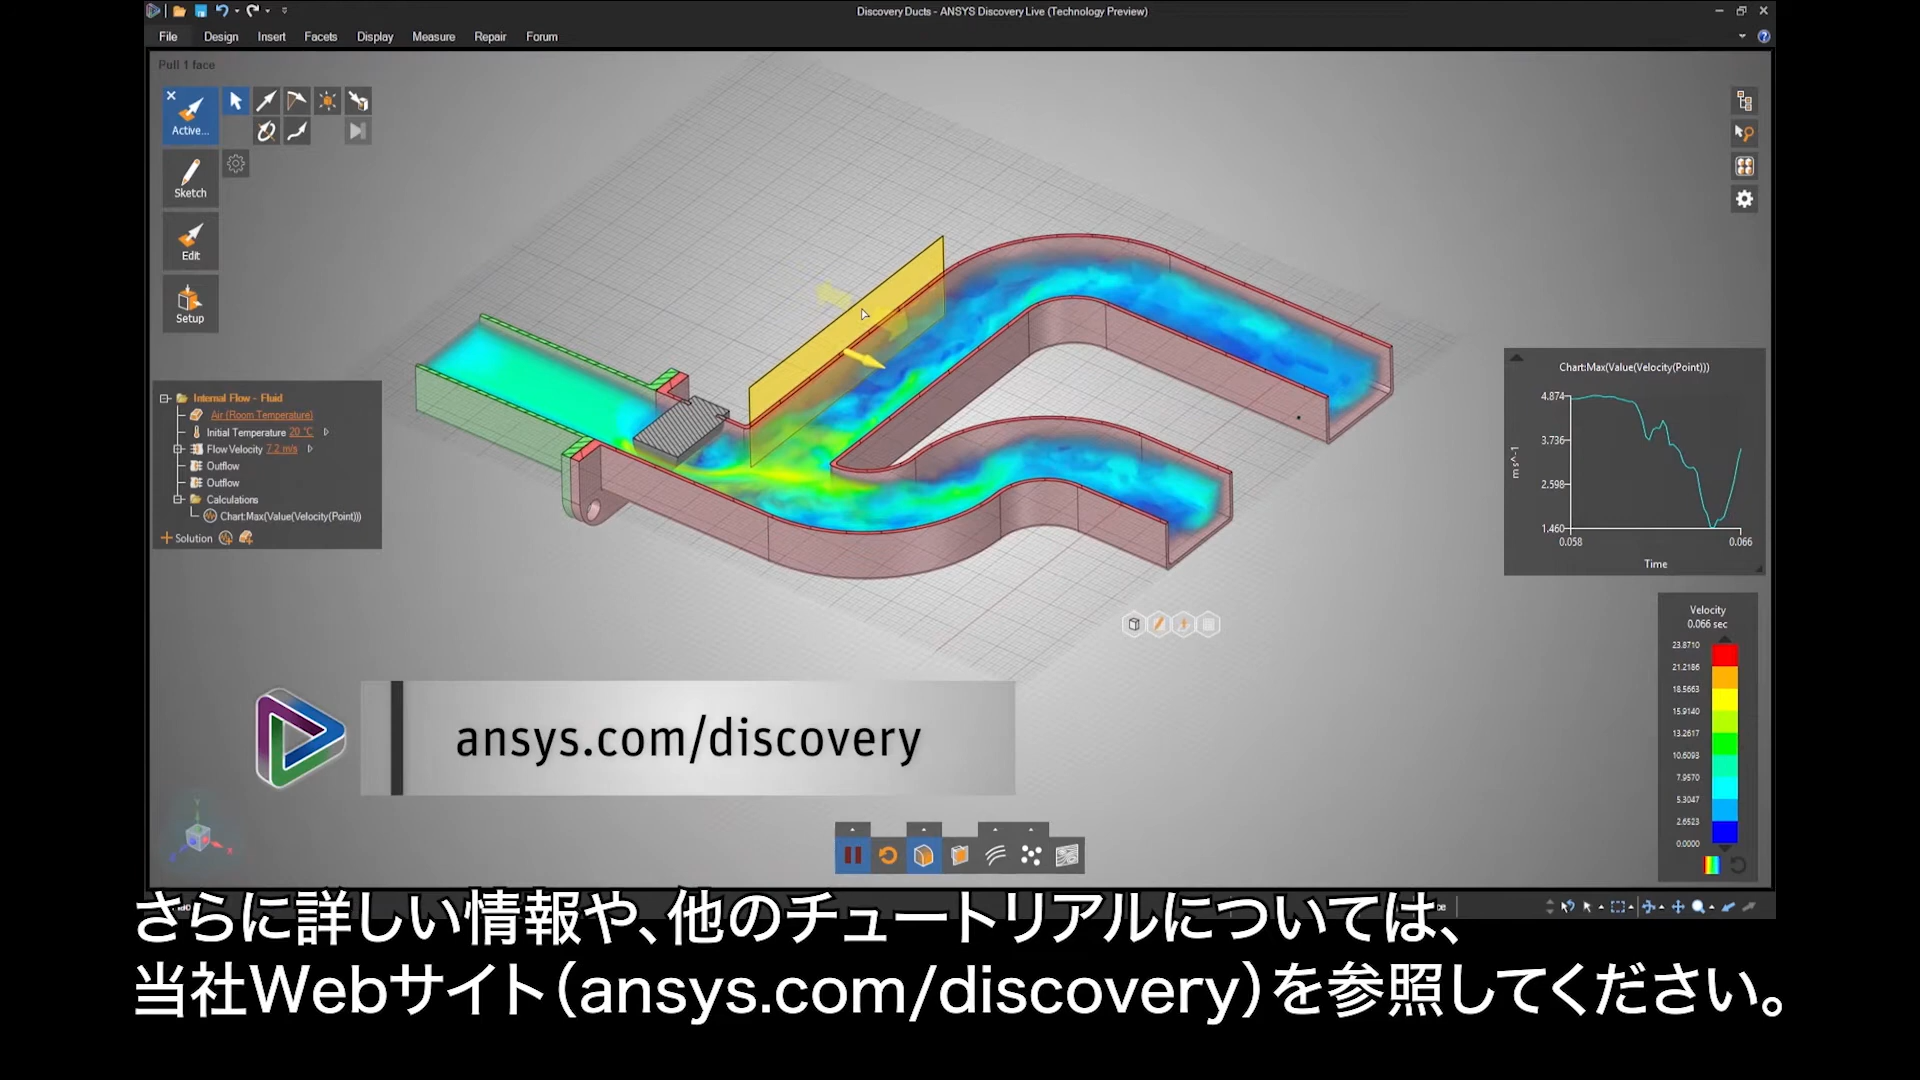 Discovery Ducts - ANSYS Discovery Live (Technology Preview)
File Design Insert Facets Display Measure Repair Forum
Pull 1 face
Active...
Sketch
Edit
Setup
Internal Flow - Fluid
Air (Room Temperature)
Initial Temperature 20 °C
Flow Velocity 7.2 m/s
Outflow
Outflow
Calculations
Chart:Max(Value(Velocity(Point)))
Solution
Chart:Max(Value(Velocity(Point)))
4.874
3.736
2.598
1.460
m s^-1
0.058 0.066
Time
Velocity
0.066 sec
23.8710
21.2186
18.5663
15.9140
13.2617
10.6093
7.9570
5.3047
2.6523
0.0000
ansys.com/discovery
Y
X
Z
さらに詳しい情報や、他のチュートリアルについては、
当社Webサイト（ansys.com/discovery）を参照してください。